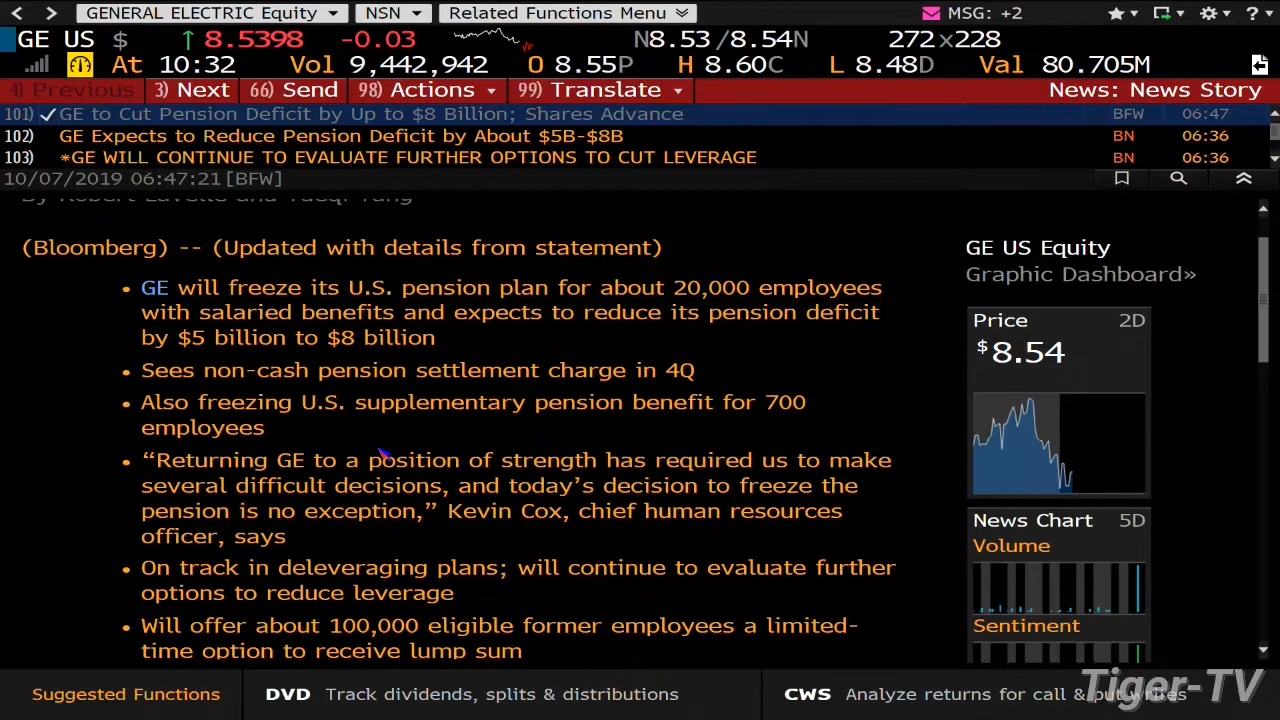 GENERAL ELECTRIC Equity NSN Related Functions Menu MSG: +2 ?
GE US $ ↑ 8.5398 -0.03 N8.53/8.54N 272x228
At 10:32 Vol 9,442,942 O 8.55P H 8.60C L 8.48D Val 80.705M
4) Previous 3) Next 66) Send 98) Actions 99) Translate News: News Story
101) GE to Cut Pension Deficit by Up to $8 Billion; Shares Advance BFW 06:47
102) GE Expects to Reduce Pension Deficit by About $5B-$8B BN 06:36
103) *GE WILL CONTINUE TO EVALUATE FURTHER OPTIONS TO CUT LEVERAGE BN 06:36
10/07/2019 06:47:21 [BFW]
By Robert and
(Bloomberg) -- (Updated with details from statement)
• GE will freeze its U.S. pension plan for about 20,000 employees
with salaried benefits and expects to reduce its pension deficit
by $5 billion to $8 billion
• Sees non-cash pension settlement charge in 4Q
• Also freezing U.S. supplementary pension benefit for 700
employees
• “Returning GE to a position of strength has required us to make
several difficult decisions, and today’s decision to freeze the
pension is no exception,” Kevin Cox, chief human resources
officer, says
• On track in deleveraging plans; will continue to evaluate further
options to reduce leverage
• Will offer about 100,000 eligible former employees a limited-
time option to receive lump sum
GE US Equity
Graphic Dashboard»
Price 2D
$8.54
News Chart 5D
Volume
Sentiment
Suggested Functions DVD Track dividends, splits & distributions CWS Analyze returns for call & put writes
Tiger-TV